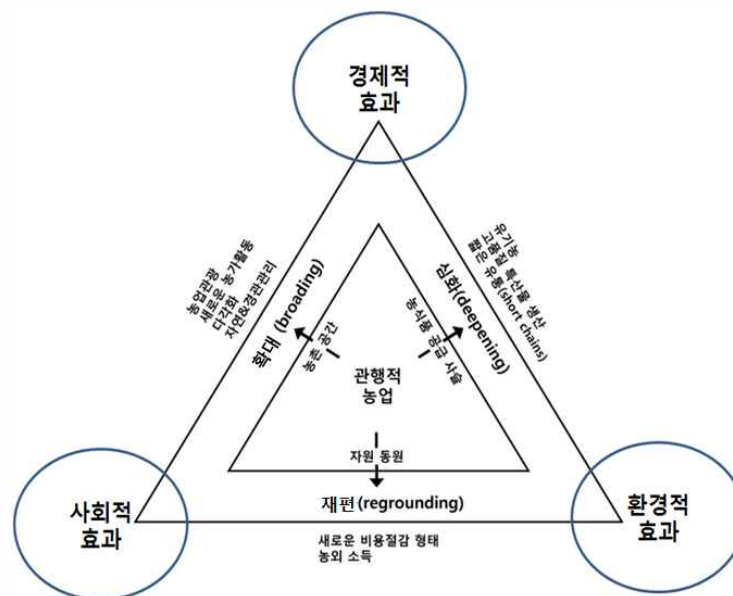 경제적
효과
농업관광
새로운 농가활동
다각화
자연&경관관리
확대 (broading)
농촌 공간
유기농
고품질 특산물 생산
짧은 유통(short chains)
심화(deepening)
농식품 공급 사슬
관행적
농업
자원 동원
재편(regrounding)
사회적
효과
환경적
효과
새로운 비용절감 형태
농외 소득